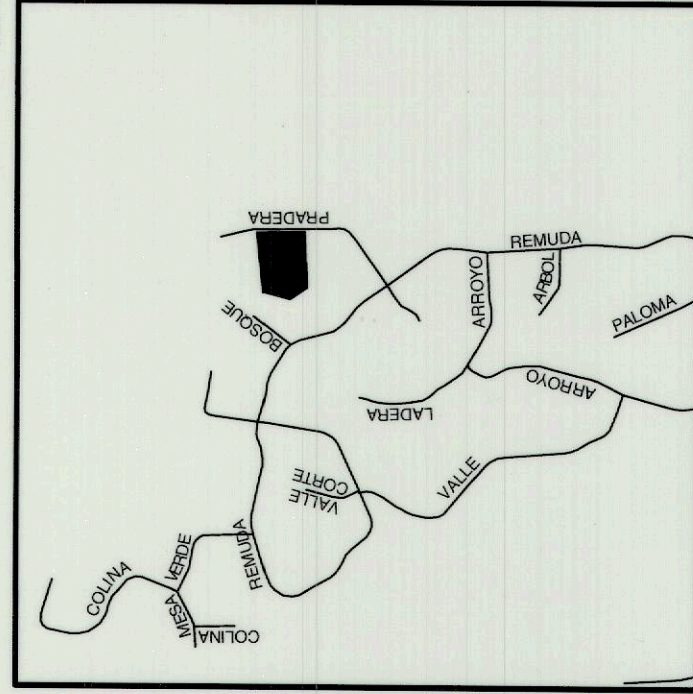 PRADERA
REMUDA
ARROYO
ARBOL
BOSQUE
PALOMA
ARROYO
LADERA
VALLE
CORTE
VALLE
REMUDA
VERDE
MESA
COLINA
COLINA